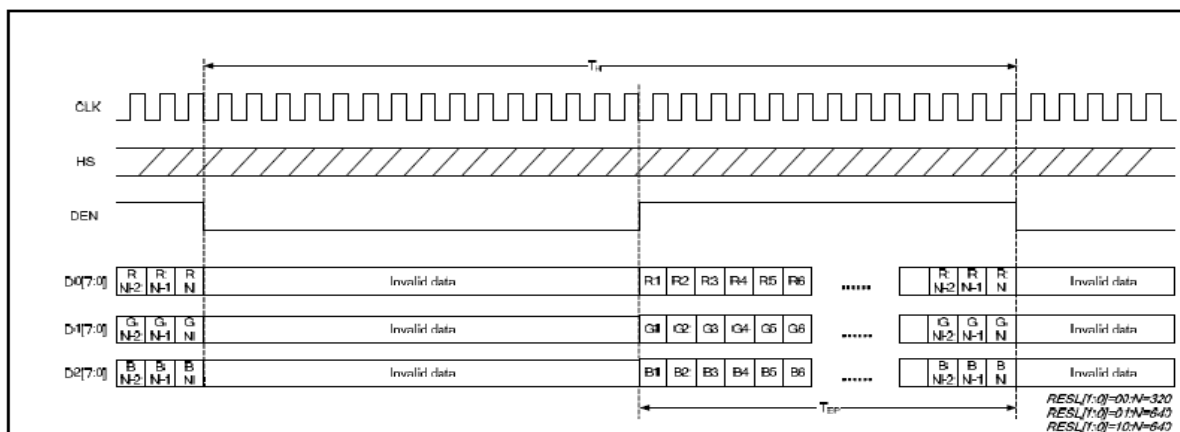 TH
CLK
HS
DEN
D0[7:0] R N-2 R N-1 R N Invalid data R1 R2 R3 R4 R5 R6 ...... R N-2 R N-1 R N Invalid data
D1[7:0] G N-2 G N-1 G N Invalid data G1 G2 G3 G4 G5 G6 ...... G N-2 G N-1 G N Invalid data
D2[7:0] B N-2 B N-1 B N Invalid data B1 B2 B3 B4 B5 B6 ...... B N-2 B N-1 B N Invalid data
TEP
RESL[1:0]=00:N=320
RESL[1:0]=01:N=640
RESL[1:0]=10:N=640